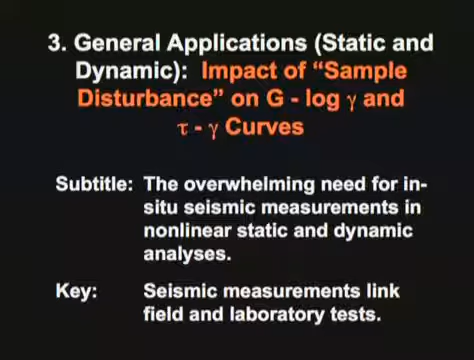 3. General Applications (Static and
Dynamic): Impact of “Sample
Disturbance” on G - log γ and
τ - γ Curves
Subtitle: The overwhelming need for in-
situ seismic measurements in
nonlinear static and dynamic
analyses.
Key: Seismic measurements link
field and laboratory tests.